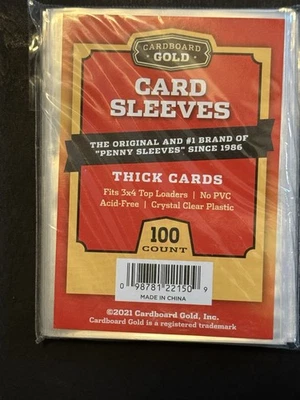 CARDBOARD
GOLD
CARD
SLEEVES
THE ORIGINAL AND #1 BRAND OF
"PENNY SLEEVES" SINCE 1986
THICK CARDS
Fits 3x4 Top Loaders | No PVC
Acid-Free | Crystal Clear Plastic
100
COUNT
0 98781 22150 9
MADE IN CHINA
©2021 Cardboard Gold, Inc.
Cardboard Gold is a registered trademark